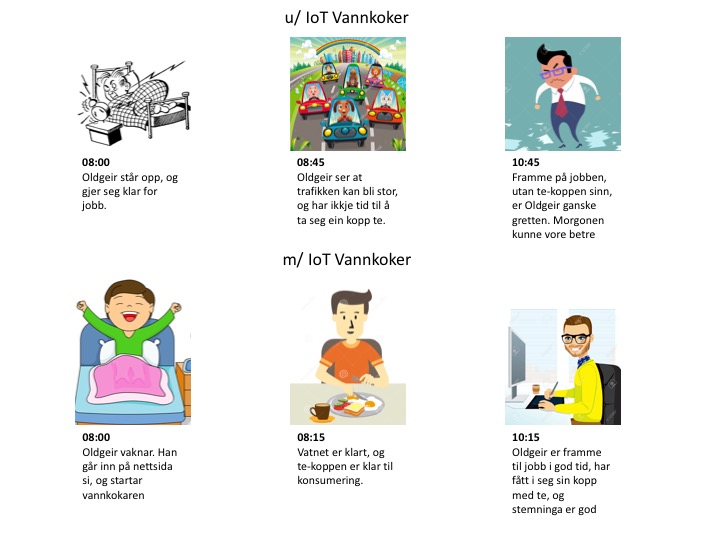 u/ IoT Vannkoker
08:00
Oldgeir står opp, og
gjer seg klar for
jobb.
08:45
Oldgeir ser at
trafikken kan bli stor,
og har ikkje tid til å
ta seg ein kopp te.
10:45
Framme på jobben,
utan te-koppen sinn,
er Oldgeir ganske
gretten. Morgonen
kunne vore betre
m/ IoT Vannkoker
08:00
Oldgeir vaknar. Han
går inn på nettsida
si, og startar
vannkokaren
08:15
Vatnet er klart, og
te-koppen er klar til
konsumering.
10:15
Oldgeir er framme
til jobb i god tid, har
fått i seg sin kopp
med te, og
stemninga er god